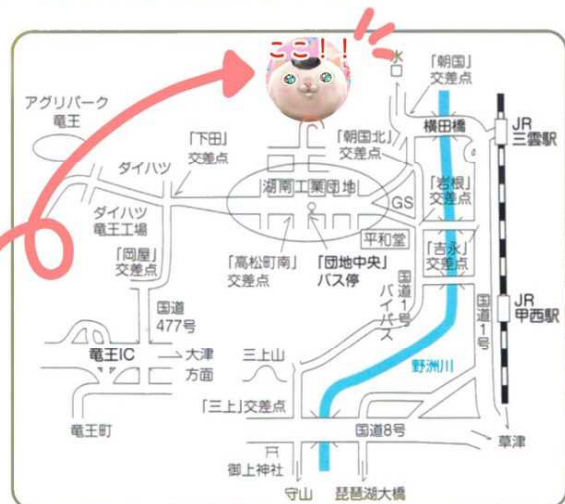 ここ!!
水
口
「朝国」
交差点
アグリパーク
竜王
「下田」
交差点
「朝国北」
交差点
横田橋
JR
三雲駅
ダイハツ
湖南工業団地
GS
「岩根」
交差点
ダイハツ
竜王工場
平和堂
「岡屋」
交差点
「高松町南」
交差点
「団地中央」
バス停
「吉永」
交差点
国道1号
バイパス
国道
477号
国道1号
JR
甲西駅
竜王IC
大津
方面
三上山
野洲川
「三上」交差点
竜王町
国道8号
草津
御上神社
守山
琵琶湖大橋